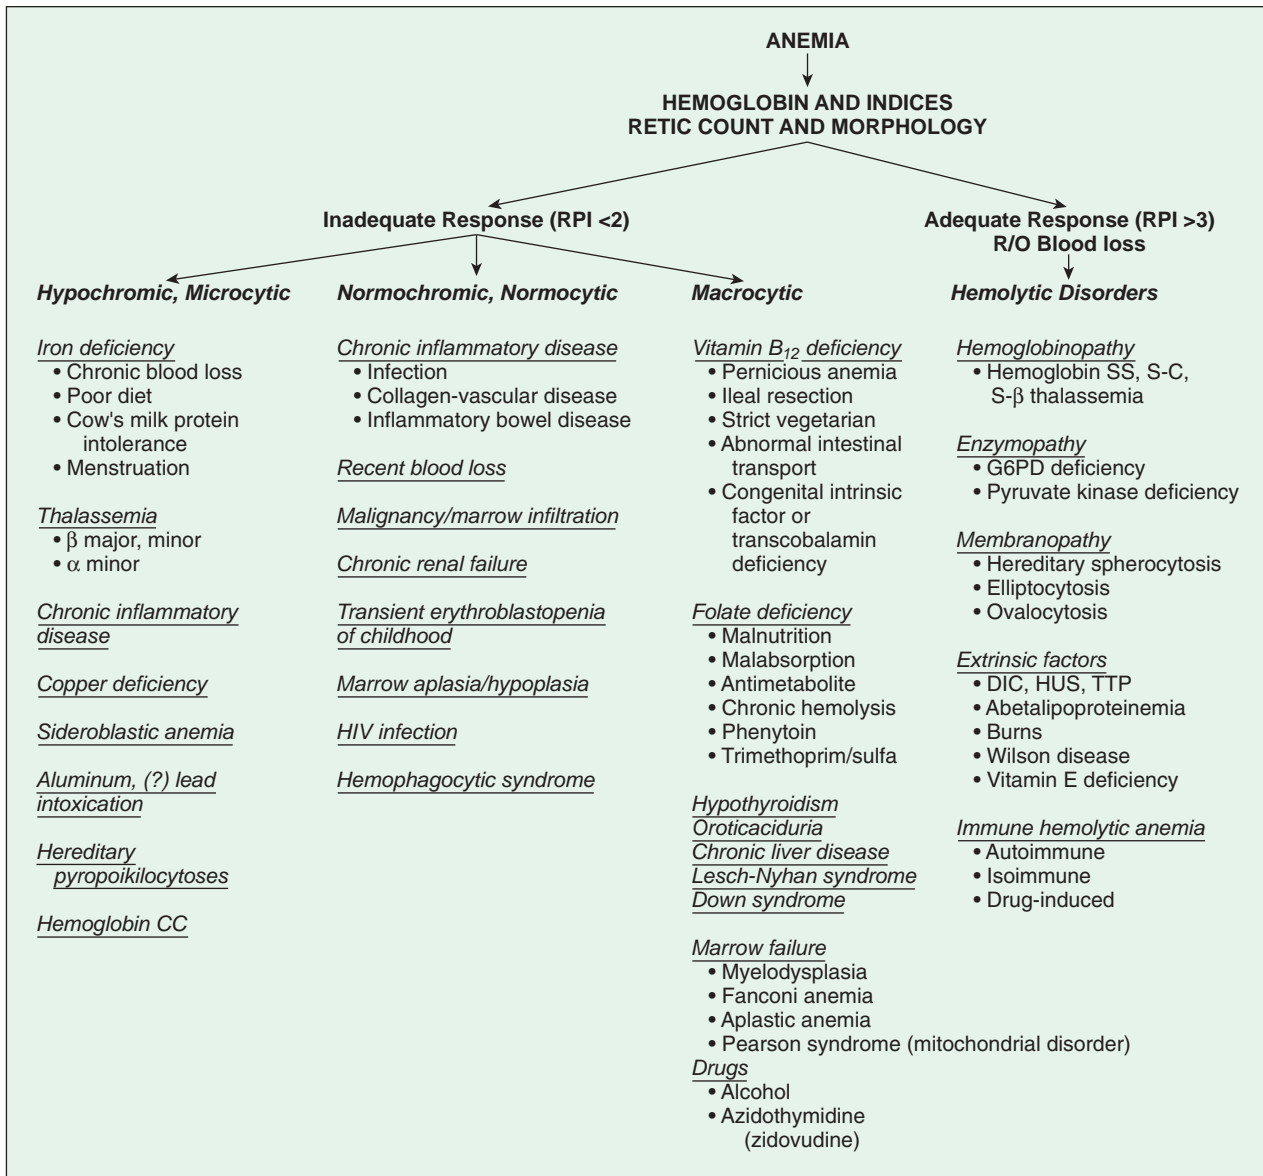 ANEMIA
HEMOGLOBIN AND INDICES
RETIC COUNT AND MORPHOLOGY
Inadequate Response (RPI <2)
Adequate Response (RPI >3)
R/O Blood loss
Hypochromic, Microcytic
Iron deficiency
• Chronic blood loss
• Poor diet
• Cow's milk protein
intolerance
• Menstruation
Thalassemia
• β major, minor
• α minor
Chronic inflammatory
disease
Copper deficiency
Sideroblastic anemia
Aluminum, (?) lead
intoxication
Hereditary
pyropoikilocytoses
Hemoglobin CC
Normochromic, Normocytic
Chronic inflammatory disease
• Infection
• Collagen-vascular disease
• Inflammatory bowel disease
Recent blood loss
Malignancy/marrow infiltration
Chronic renal failure
Transient erythroblastopenia
of childhood
Marrow aplasia/hypoplasia
HIV infection
Hemophagocytic syndrome
Macrocytic
Vitamin B12 deficiency
• Pernicious anemia
• Ileal resection
• Strict vegetarian
• Abnormal intestinal
transport
• Congenital intrinsic
factor or
transcobalamin
deficiency
Folate deficiency
• Malnutrition
• Malabsorption
• Antimetabolite
• Chronic hemolysis
• Phenytoin
• Trimethoprim/sulfa
Hypothyroidism
Oroticaciduria
Chronic liver disease
Lesch-Nyhan syndrome
Down syndrome
Marrow failure
• Myelodysplasia
• Fanconi anemia
• Aplastic anemia
• Pearson syndrome (mitochondrial disorder)
Drugs
• Alcohol
• Azidothymidine
(zidovudine)
Hemolytic Disorders
Hemoglobinopathy
• Hemoglobin SS, S-C,
S-β thalassemia
Enzymopathy
• G6PD deficiency
• Pyruvate kinase deficiency
Membranopathy
• Hereditary spherocytosis
• Elliptocytosis
• Ovalocytosis
Extrinsic factors
• DIC, HUS, TTP
• Abetalipoproteinemia
• Burns
• Wilson disease
• Vitamin E deficiency
Immune hemolytic anemia
• Autoimmune
• Isoimmune
• Drug-induced